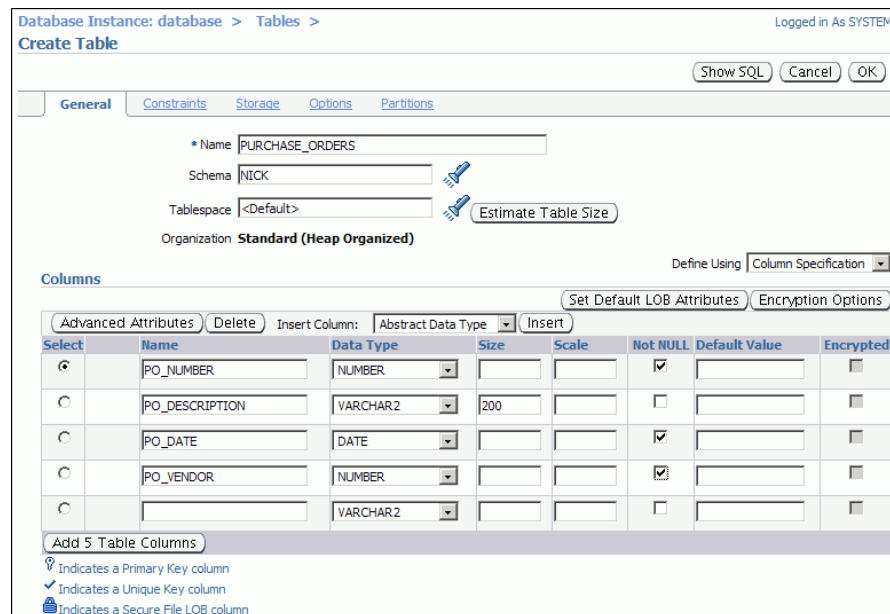 Database Instance: database > Tables >
Logged in As SYSTEM
Create Table
Show SQL Cancel OK
General Constraints Storage Options Partitions
* Name PURCHASE_ORDERS
Schema NICK
Tablespace <Default> Estimate Table Size
Organization Standard (Heap Organized)
Define Using Column Specification
Columns
Set Default LOB Attributes Encryption Options
Advanced Attributes Delete Insert Column: Abstract Data Type Insert
Select Name Data Type Size Scale Not NULL Default Value Encrypted
PO_NUMBER NUMBER
PO_DESCRIPTION VARCHAR2 200
PO_DATE DATE
PO_VENDOR NUMBER
VARCHAR2
Add 5 Table Columns
Indicates a Primary Key column
Indicates a Unique Key column
Indicates a Secure File LOB column